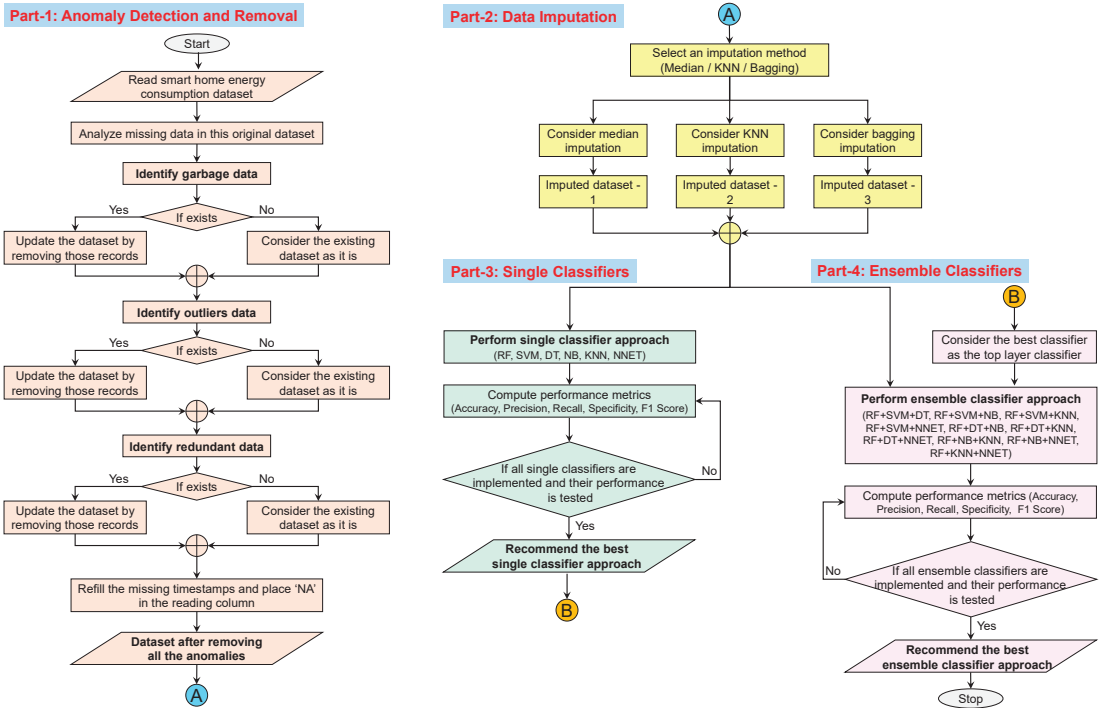 Part-1: Anomaly Detection and Removal
Start
Read smart home energy
consumption dataset
Analyze missing data in this original dataset
Identify garbage data
Yes
If exists
No
Update the dataset by
removing those records
Consider the existing
dataset as it is
Identify outliers data
Yes
If exists
No
Update the dataset by
removing those records
Consider the existing
dataset as it is
Identify redundant data
Yes
If exists
No
Update the dataset by
removing those records
Consider the existing
dataset as it is
Refill the missing timestamps and place 'NA'
in the reading column
Dataset after removing
all the anomalies
A
Part-2: Data Imputation
A
Select an imputation method
(Median / KNN / Bagging)
Consider median
imputation
Consider KNN
imputation
Consider bagging
imputation
Imputed dataset -
1
Imputed dataset -
2
Imputed dataset -
3
Part-3: Single Classifiers
Perform single classifier approach
(RF, SVM, DT, NB, KNN, NNET)
Compute performance metrics
(Accuracy, Precision, Recall, Specificity, F1 Score)
If all single classifiers are
implemented and their performance
is tested
No
Yes
Recommend the best
single classifier approach
B
Part-4: Ensemble Classifiers
B
Consider the best classifier
as the top layer classifier
Perform ensemble classifier approach
(RF+SVM+DT, RF+SVM+NB, RF+SVM+KNN,
RF+SVM+NNET, RF+DT+NB, RF+DT+KNN,
RF+DT+NNET, RF+NB+KNN, RF+NB+NNET,
RF+KNN+NNET)
Compute performance metrics (Accuracy,
Precision, Recall, Specificity, F1 Score)
No
If all ensemble classifiers are
implemented and their performance
is tested
Yes
Recommend the best
ensemble classifier approach
Stop